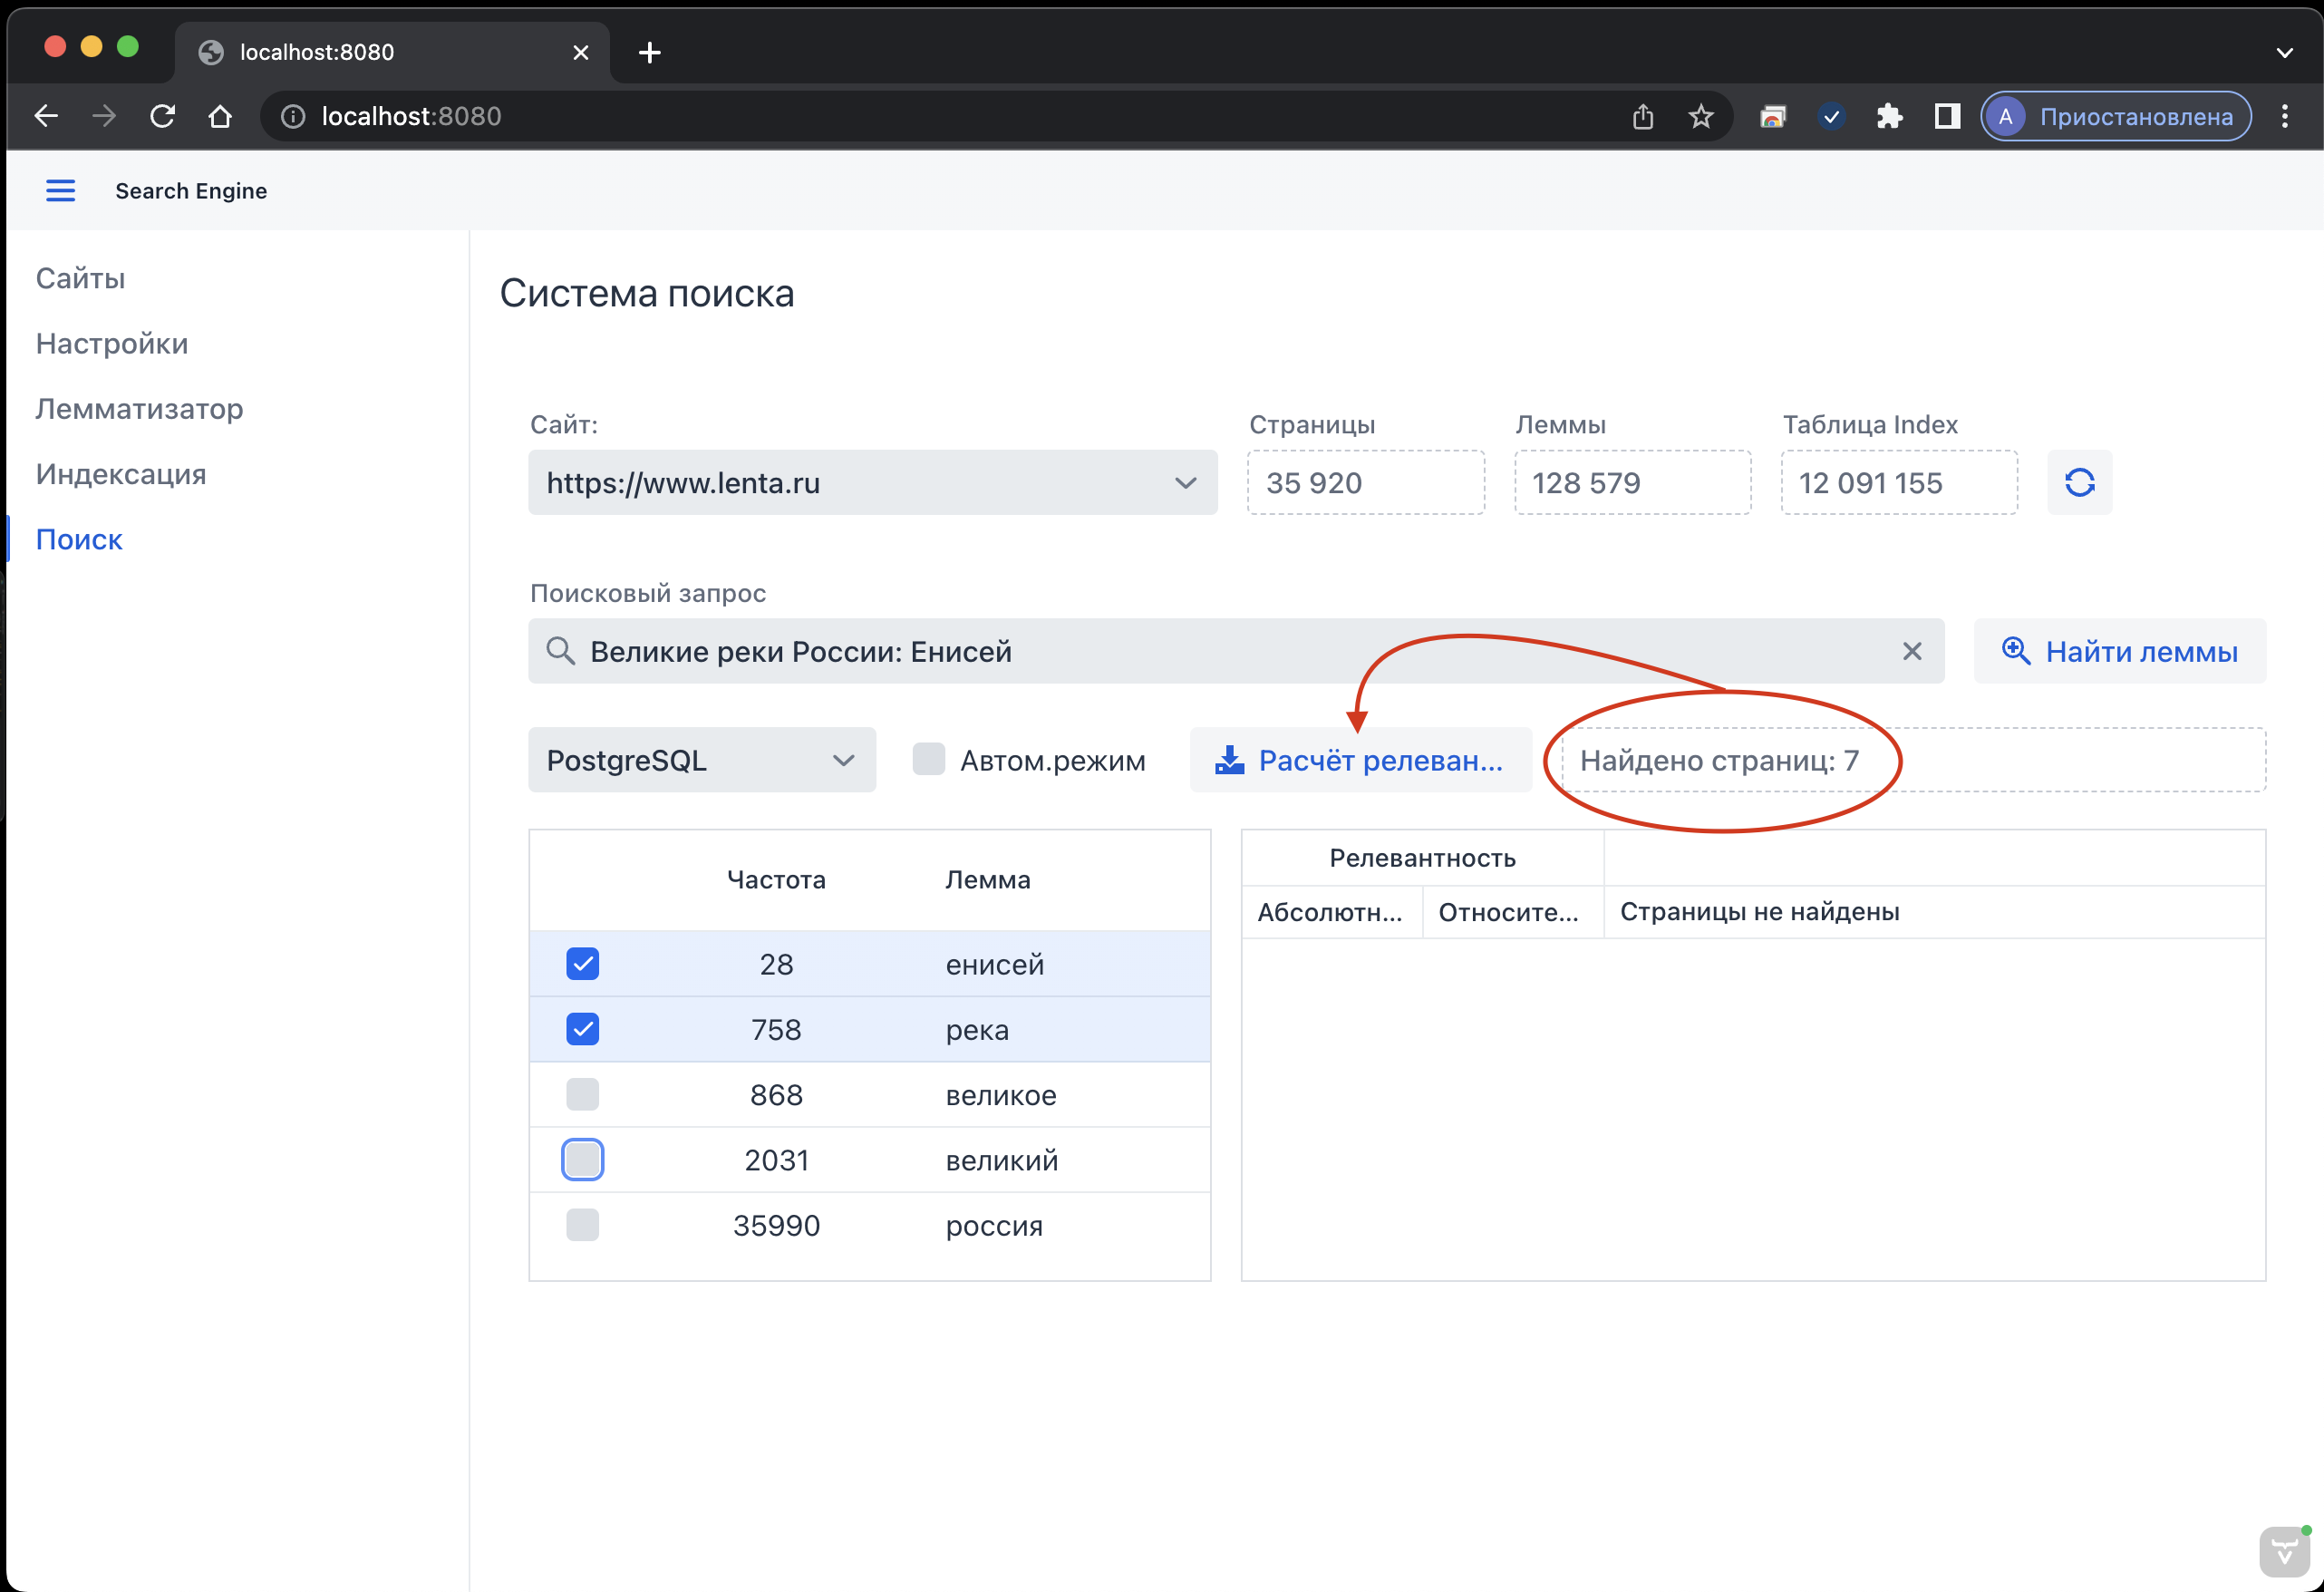 localhost:8080
localhost:8080
A Приостановлена
Search Engine
Сайты
Настройки
Лемматизатор
Индексация
Поиск
Система поиска
Сайт: Страницы Леммы Таблица Index
https://www.lenta.ru 35 920 128 579 12 091 155
Поисковый запрос
Великие реки России: Енисей Найти леммы
PostgreSQL Автом.режим Расчёт релеван... Найдено страниц: 7
Частота Лемма
28 енисей
758 река
868 великое
2031 великий
35990 россия
Релевантность
Абсолютн... Относите... Страницы не найдены